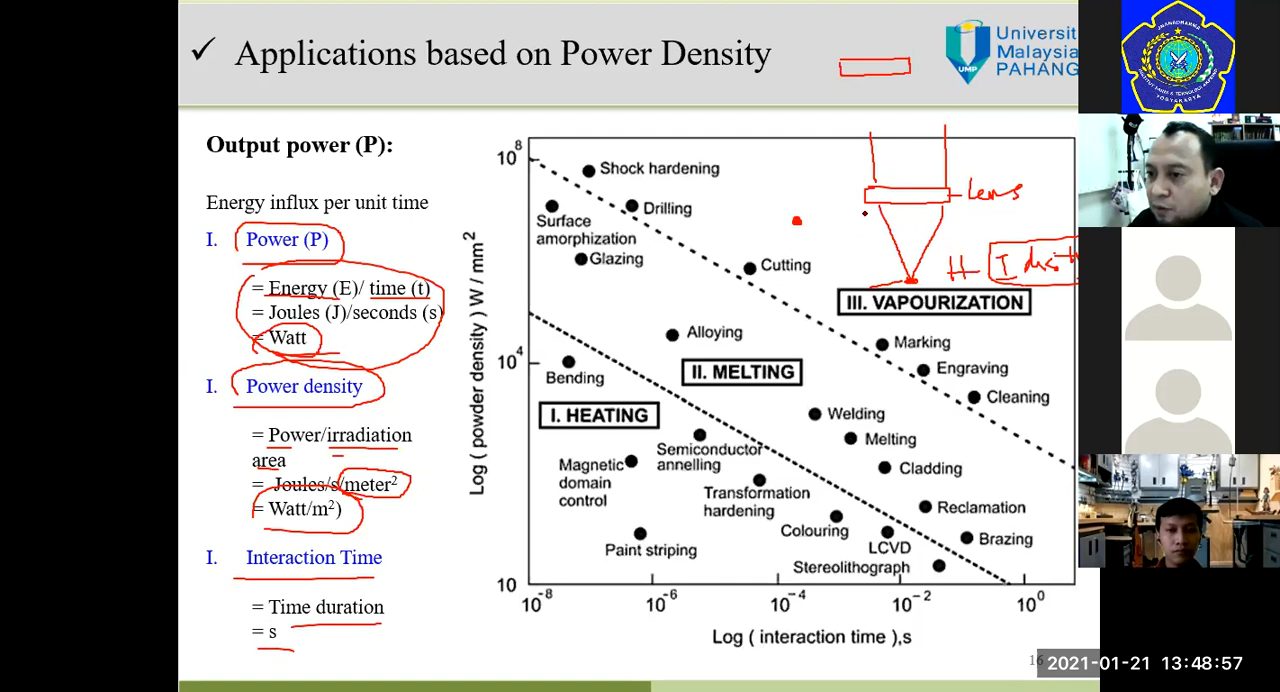 ✓ Applications based on Power Density
Universit
Malaysia
PAHANG
UMP
Output power (P):
Energy influx per unit time
I. Power (P)
= Energy (E)/ time (t)
= Joules (J)/seconds (s)
= Watt
I. Power density
= Power/irradiation
area
= Joules/s/meter²
= Watt/m²)
I. Interaction Time
= Time duration
= s
Log ( powder density ) W / mm²
10⁸
10⁴
10
Shock hardening
Drilling
Surface
amorphization
Glazing
Cutting
Lens
H
III. VAPOURIZATION
Alloying
Marking
Bending
II. MELTING
Engraving
Cleaning
I. HEATING
Welding
Semiconductor
annelling
Melting
Magnetic
domain
control
Cladding
Transformation
hardening
Reclamation
Colouring
Paint striping
LCVD
Brazing
Stereolithograph
10⁻⁸
10⁻⁶
10⁻⁴
10⁻²
10⁰
Log ( interaction time ),s
16
2021-01-21 13:48:57
YOGYAKARTA